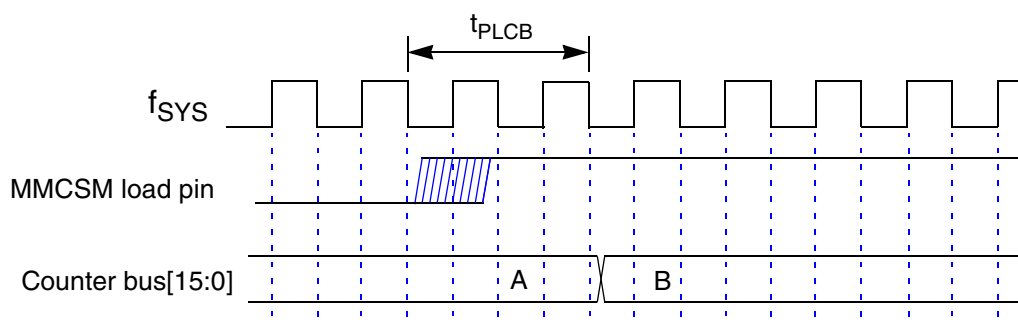 tPLCB
fSYS
MMCSM load pin
Counter bus[15:0]
A
B